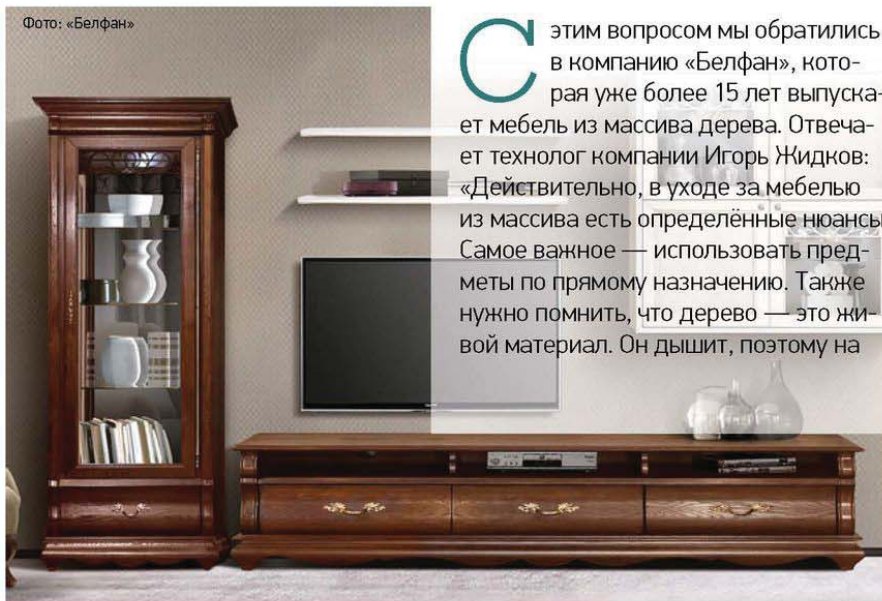 Фото: «Белфан»
С этим вопросом мы обратились
в компанию «Белфан», кото-
рая уже более 15 лет выпуска-
ет мебель из массива дерева. Отвеча-
ет технолог компании Игорь Жидков:
«Действительно, в уходе за мебелью
из массива есть определённые нюансы
Самое важное — использовать пред-
меты по прямому назначению. Также
нужно помнить, что дерево — это жи-
вой материал. Он дышит, поэтому на